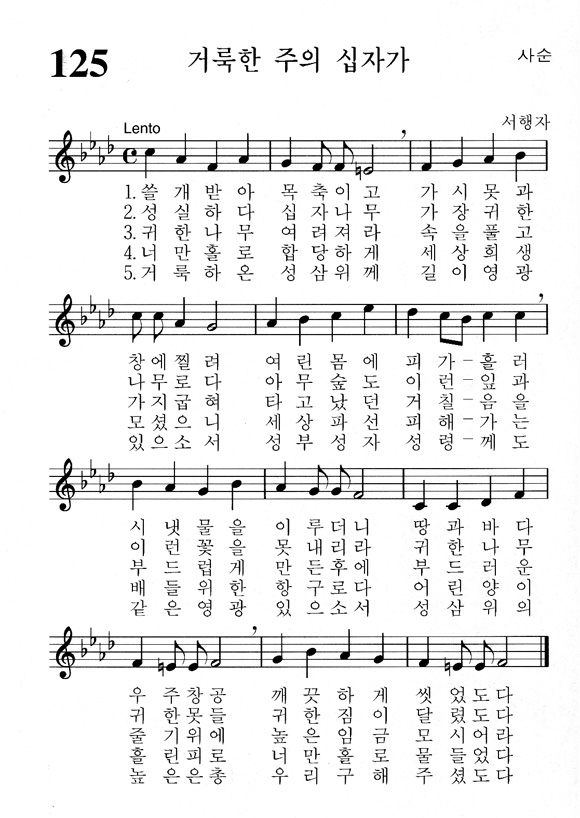 125 거룩한 주의 십자가 사순
서행자
Lento
1. 쓸 개 받 아 목 축 이 고 가 시 못 과
2. 성 실 하 다 십 자 나 무 가 장 귀 한
3. 귀 한 나 무 여 려 져 라 속 을 풀 고
4. 너 만 홀 로 합 당 하 게 세 상 희 생
5. 거 룩 하 온 성 삼 위 께 길 이 영 광
창 에 찔 려 여 린 몸 에 피 가 - 흘 러
나 무 로 다 아 무 숲 도 이 런 - 잎 과
가 지 굽 혀 타 고 났 던 거 칠 - 음 을
모 셨 으 니 세 상 파 선 피 해 - 가 는
있 으 소 서 성 부 성 자 성 령 - 께 도
시 냇 물 을 이 루 더 니 땅 과 바 다
이 런 꽃 을 못 내 리 라 귀 한 나 무
부 드 럽 게 만 든 후 에 부 드 러 운
배 들 위 한 항 구 로 다 어 린 양 이
같 은 영 광 있 으 소 서 성 삼 위 의
우 주 창 공 깨 끗 하 게 씻 었 도 다
귀 한 못 들 귀 한 짐 이 달 렸 도 다
줄 기 위 에 높 은 임 금 모 시 어 라
흘 린 피 로 너 만 홀 로 물 들 었 다
높 은 은 총 우 리 구 해 주 셨 도 다